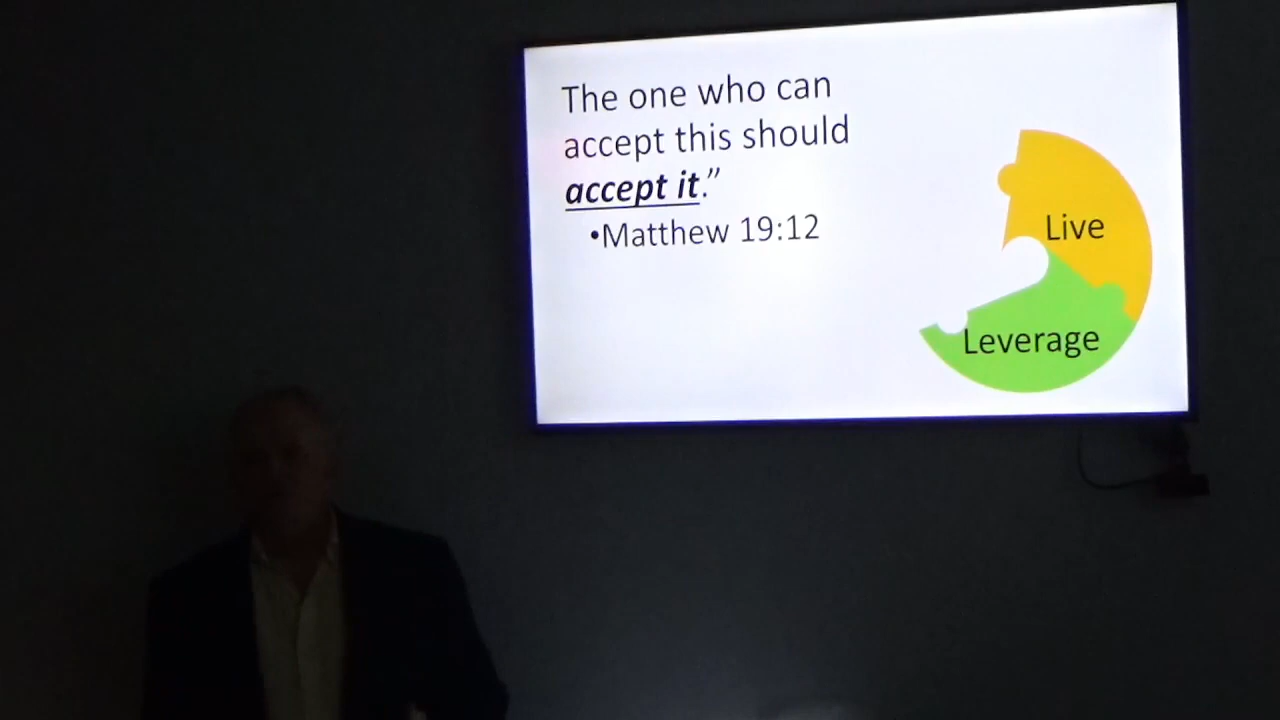 The one who can
accept this should
accept it.”
•Matthew 19:12
Live
Leverage